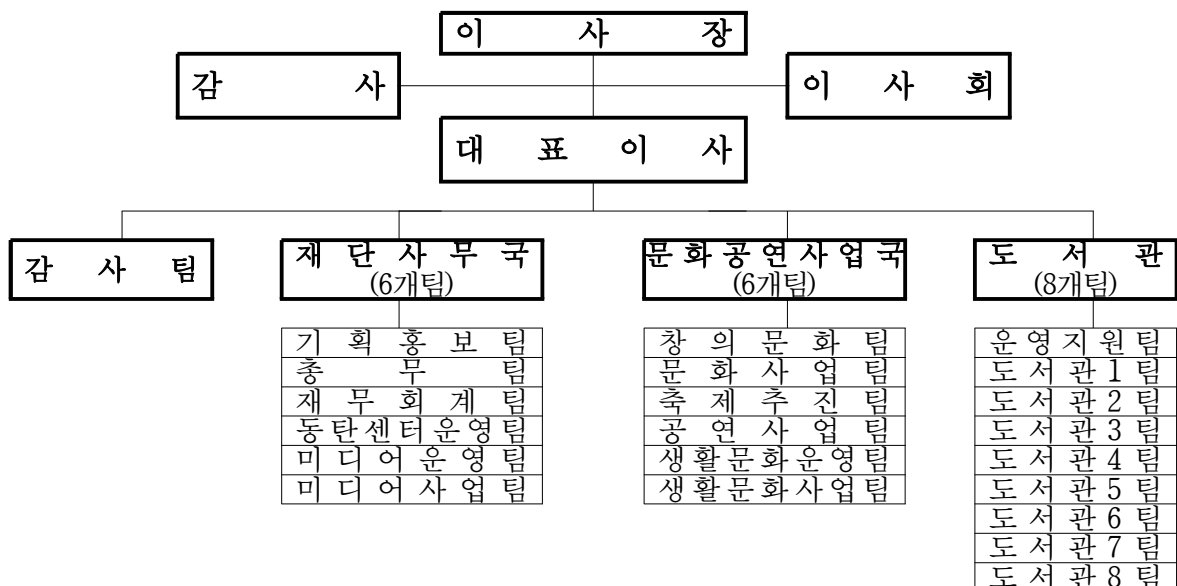 이 사 장
감 사
이 사 회
대 표 이 사
감 사 팀
재 단 사 무 국
(6개팀)
문 화 공 연 사 업 국
(6개팀)
도 서 관
(8개팀)
기 획 홍 보 팀
총 무 팀
재 무 회 계 팀
동탄센터운영팀
미 디 어 운 영 팀
미 디 어 사 업 팀
창 의 문 화 팀
문 화 사 업 팀
축 제 추 진 팀
공 연 사 업 팀
생활문화운영팀
생활문화사업팀
운영지원팀
도 서 관 1 팀
도 서 관 2 팀
도 서 관 3 팀
도 서 관 4 팀
도 서 관 5 팀
도 서 관 6 팀
도 서 관 7 팀
도 서 관 8 팀